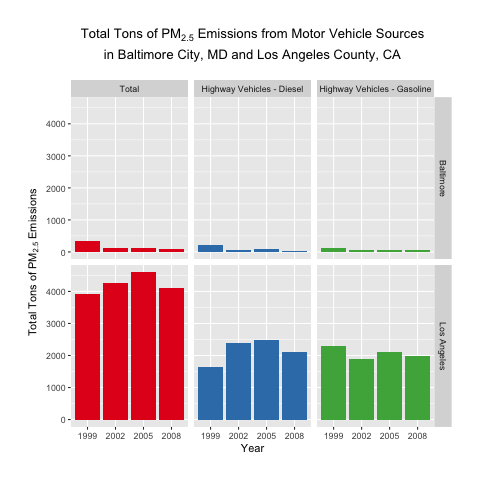 Total Tons of PM2.5 Emissions from Motor Vehicle Sources
in Baltimore City, MD and Los Angeles County, CA
Total
Highway Vehicles - Diesel
Highway Vehicles - Gasoline
4000
3000
2000
1000
0
Baltimore
Total Tons of PM2.5 Emissions
4000
3000
2000
1000
0
Los Angeles
1999 2002 2005 2008
1999 2002 2005 2008
1999 2002 2005 2008
Year